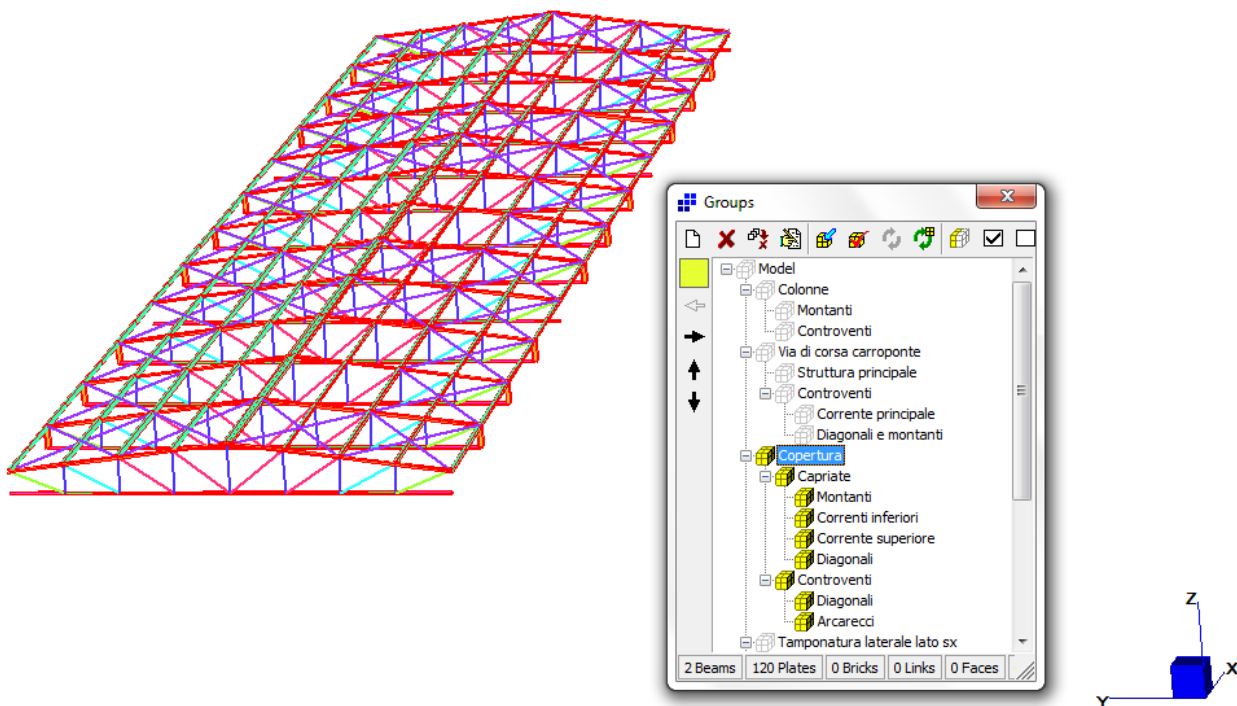 Groups
Model
Colonne
Montanti
Controventi
Via di corsa carroponte
Struttura principale
Controventi
Corrente principale
Diagonali e montanti
Copertura
Capriate
Montanti
Correnti inferiori
Corrente superiore
Diagonali
Controventi
Diagonali
Arcarecci
Tamponatura laterale lato sx
2 Beams 120 Plates 0 Bricks 0 Links 0 Faces
Z
X
Y